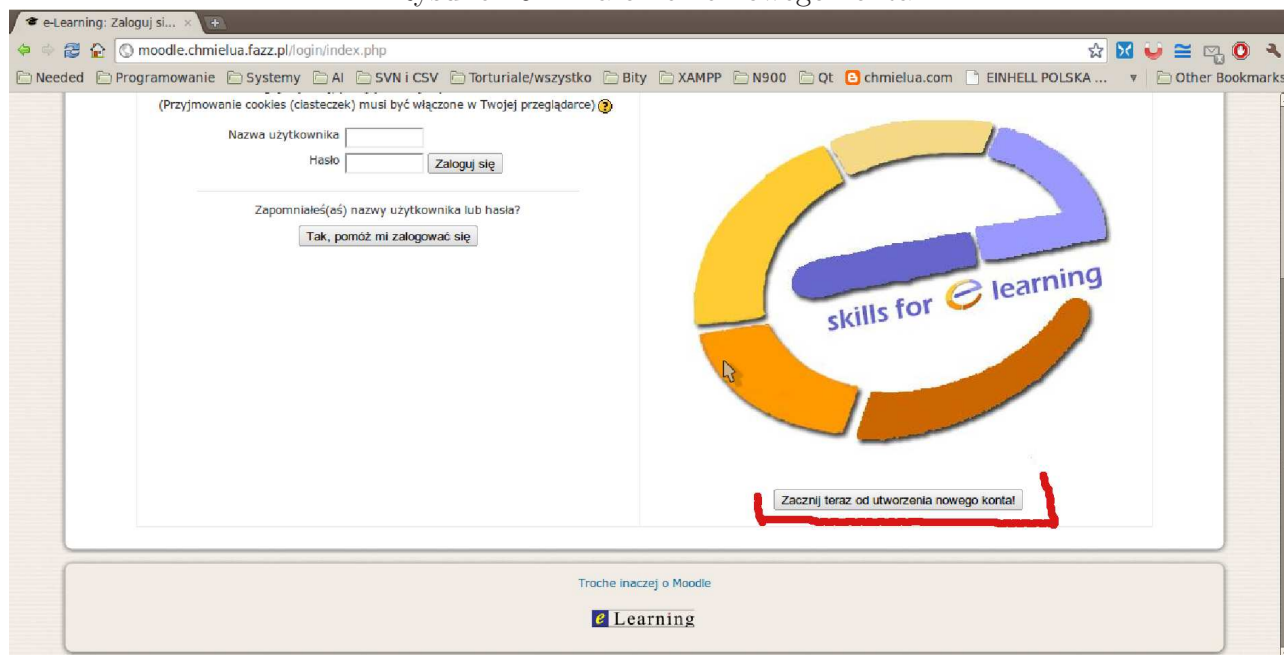 e-Learning: Zaloguj si...
moodle.chmielua.fazz.pl/login/index.php
Needed Programowanie Systemy AI SVN i CSV Torturiale/wszystko Bity XAMPP N900 Qt chmielua.com EINHELL POLSKA ... Other Bookmarks
(Przyjmowanie cookies (ciasteczek) musi być włączone w Twojej przeglądarce)
Nazwa użytkownika
Hasło Zaloguj się
Zapomniałeś(aś) nazwy użytkownika lub hasła?
Tak, pomóż mi zalogować się
skills for e learning
Zacznij teraz od utworzenia nowego konta!
Troche inaczej o Moodle
e Learning